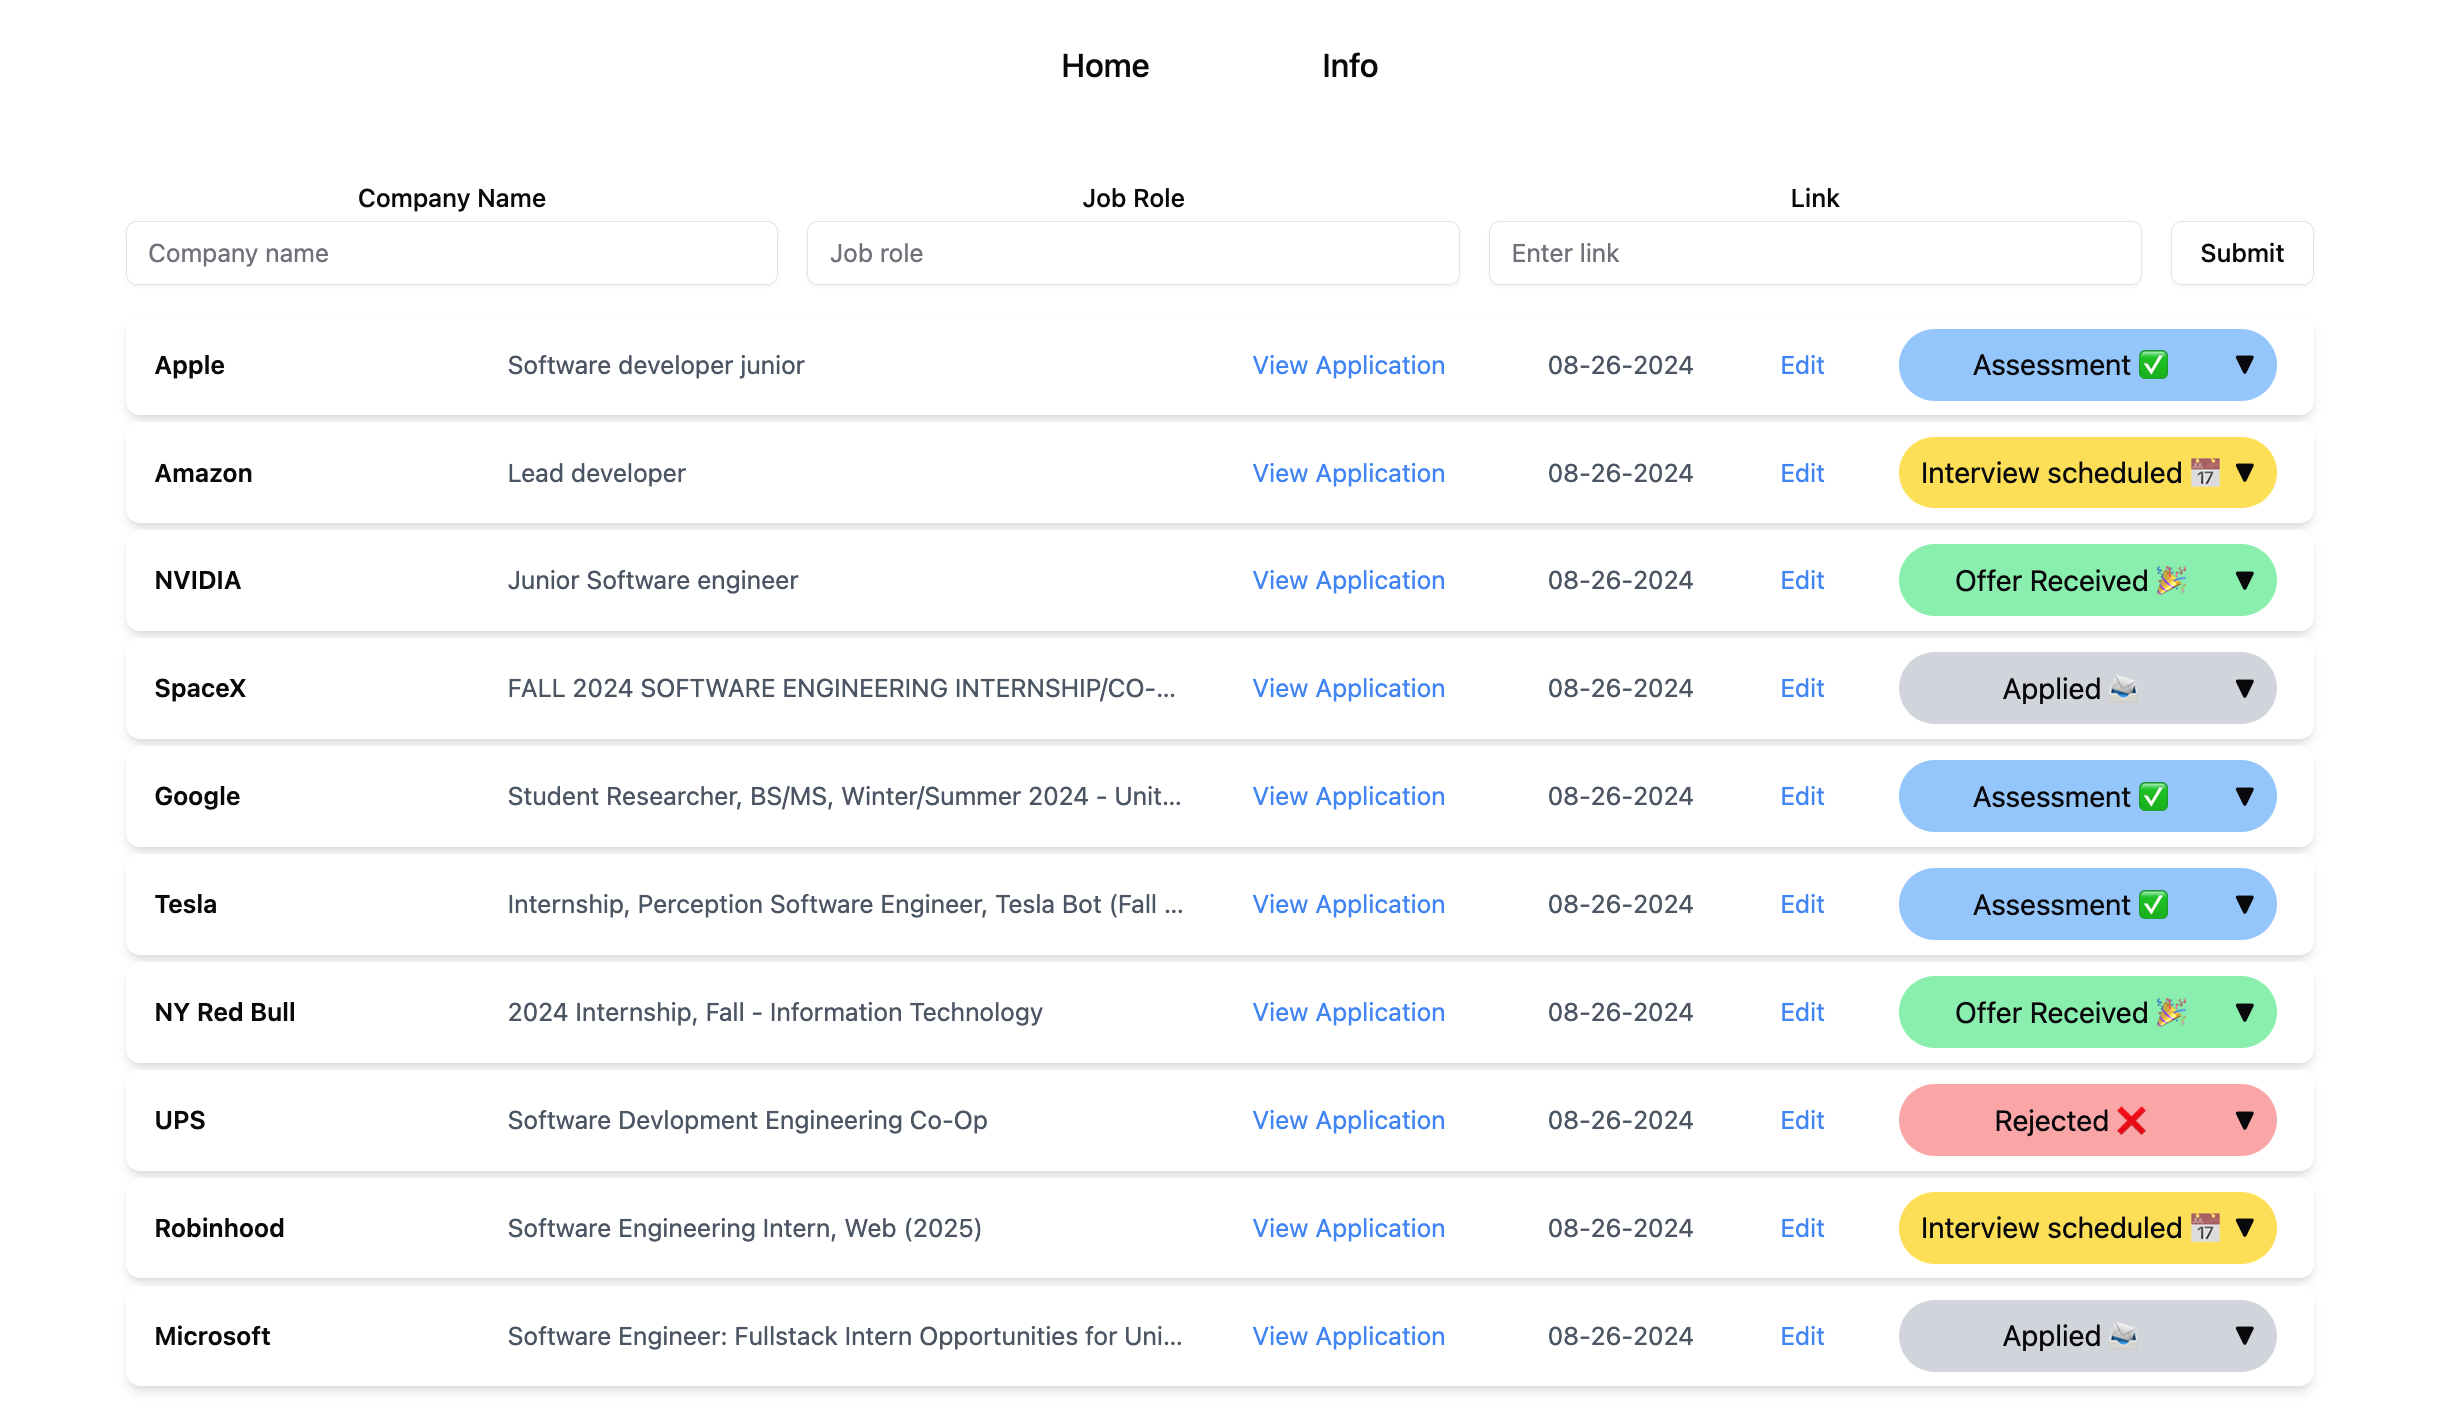 Home Info
Company Name Job Role Link
Company name Job role Enter link Submit
Apple Software developer junior View Application 08-26-2024 Edit Assessment ✅ ▼
Amazon Lead developer View Application 08-26-2024 Edit Interview scheduled 📅 ▼
NVIDIA Junior Software engineer View Application 08-26-2024 Edit Offer Received 🎉 ▼
SpaceX FALL 2024 SOFTWARE ENGINEERING INTERNSHIP/CO-... View Application 08-26-2024 Edit Applied 📨 ▼
Google Student Researcher, BS/MS, Winter/Summer 2024 - Unit... View Application 08-26-2024 Edit Assessment ✅ ▼
Tesla Internship, Perception Software Engineer, Tesla Bot (Fall ... View Application 08-26-2024 Edit Assessment ✅ ▼
NY Red Bull 2024 Internship, Fall - Information Technology View Application 08-26-2024 Edit Offer Received 🎉 ▼
UPS Software Devlopment Engineering Co-Op View Application 08-26-2024 Edit Rejected ❌ ▼
Robinhood Software Engineering Intern, Web (2025) View Application 08-26-2024 Edit Interview scheduled 📅 ▼
Microsoft Software Engineer: Fullstack Intern Opportunities for Uni... View Application 08-26-2024 Edit Applied 📨 ▼